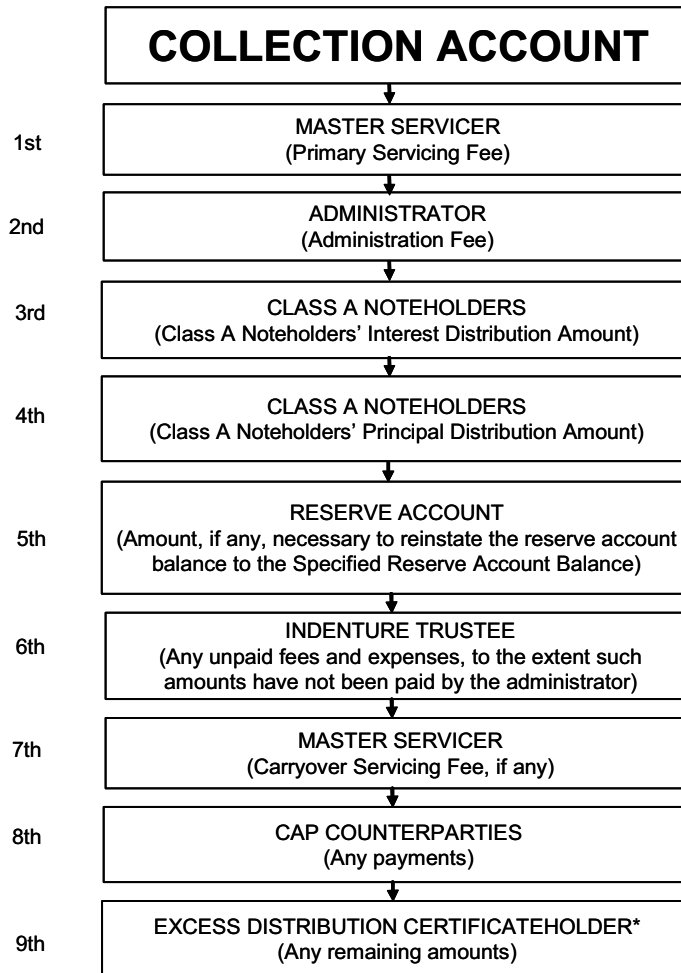 COLLECTION ACCOUNT
1st
MASTER SERVICER
(Primary Servicing Fee)
2nd
ADMINISTRATOR
(Administration Fee)
3rd
CLASS A NOTEHOLDERS
(Class A Noteholders’ Interest Distribution Amount)
4th
CLASS A NOTEHOLDERS
(Class A Noteholders’ Principal Distribution Amount)
5th
RESERVE ACCOUNT
(Amount, if any, necessary to reinstate the reserve account
balance to the Specified Reserve Account Balance)
6th
INDENTURE TRUSTEE
(Any unpaid fees and expenses, to the extent such
amounts have not been paid by the administrator)
7th
MASTER SERVICER
(Carryover Servicing Fee, if any)
8th
CAP COUNTERPARTIES
(Any payments)
9th
EXCESS DISTRIBUTION CERTIFICATEHOLDER*
(Any remaining amounts)